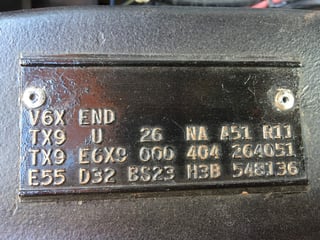 V6X END
TX9 U 26 NA A51 R11
TX9 E6X9 000 404 264051
E55 D32 BS23 H3B 548136